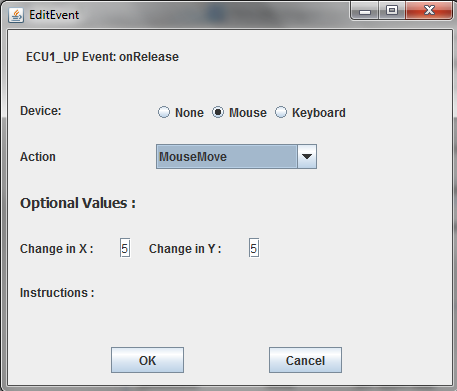 EditEvent
ECU1_UP Event: onRelease
Device: None Mouse Keyboard
Action MouseMove
Optional Values :
Change in X : 5 Change in Y : 5
Instructions :
OK Cancel